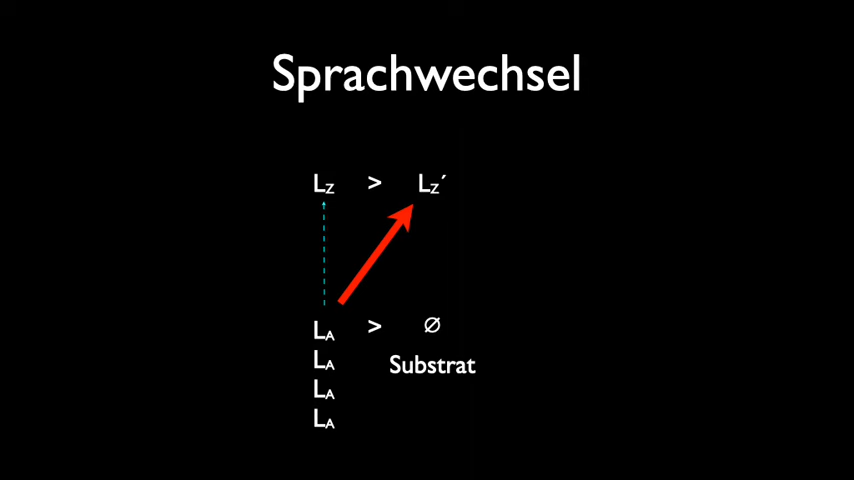 Sprachwechsel
Lz > Lz´
LA > ∅
LA
Substrat
LA
LA